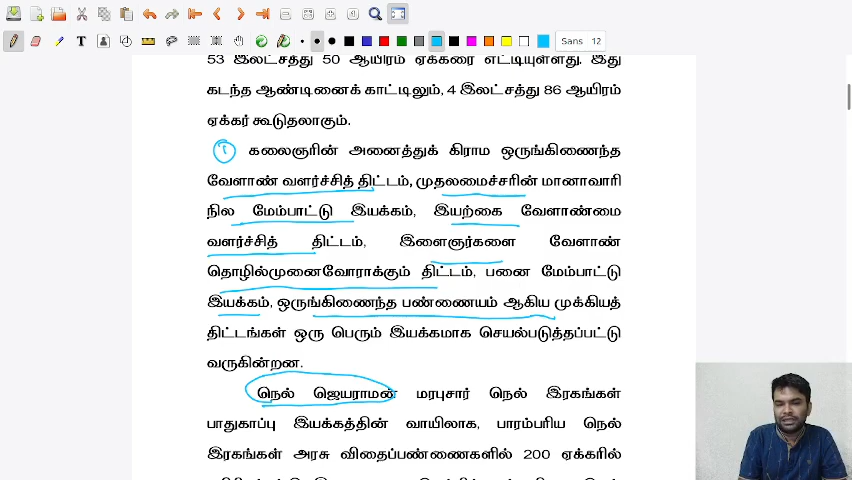 Sans 12
53 இலட்சத்து 50 ஆயிரம் ஏக்கரை எட்டியுள்ளது. இது
கடந்த ஆண்டினைக் காட்டிலும், 4 இலட்சத்து 86 ஆயிரம்
ஏக்கர் கூடுதலாகும்.
கலைஞரின் அனைத்துக் கிராம ஒருங்கிணைந்த
வேளாண் வளர்ச்சித் திட்டம், முதலமைச்சரின் மானாவாரி
நில மேம்பாட்டு இயக்கம், இயற்கை வேளாண்மை
வளர்ச்சித் திட்டம், இளைஞர்களை வேளாண்
தொழில்முனைவோராக்கும் திட்டம், பனை மேம்பாட்டு
இயக்கம், ஒருங்கிணைந்த பண்ணையம் ஆகிய முக்கியத்
திட்டங்கள் ஒரு பெரும் இயக்கமாக செயல்படுத்தப்பட்டு
வருகின்றன.
நெல் ஜெயராமன் மரபுசார் நெல் இரகங்கள்
பாதுகாப்பு இயக்கத்தின் வாயிலாக, பாரம்பரிய நெல்
இரகங்கள் அரசு விதைப்பண்ணைகளில் 200 ஏக்கரில்